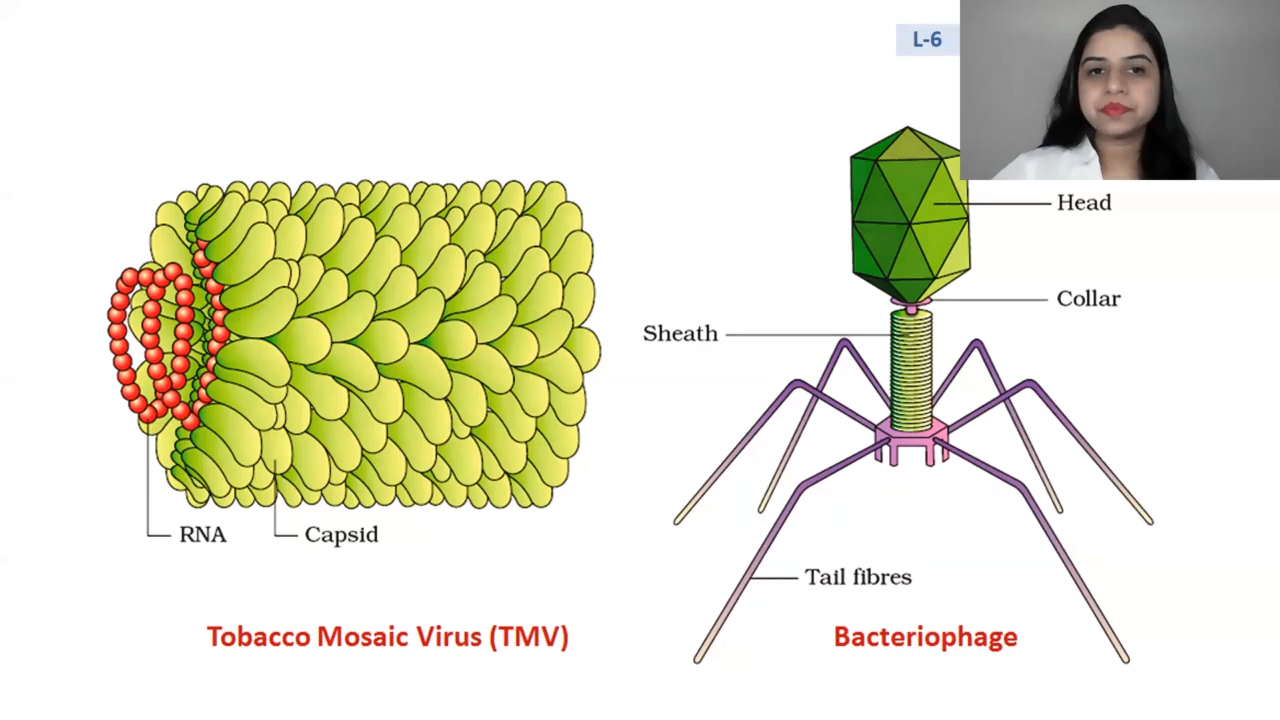 L-6
Head
Collar
Sheath
RNA
Capsid
Tail fibres
Tobacco Mosaic Virus (TMV)
Bacteriophage